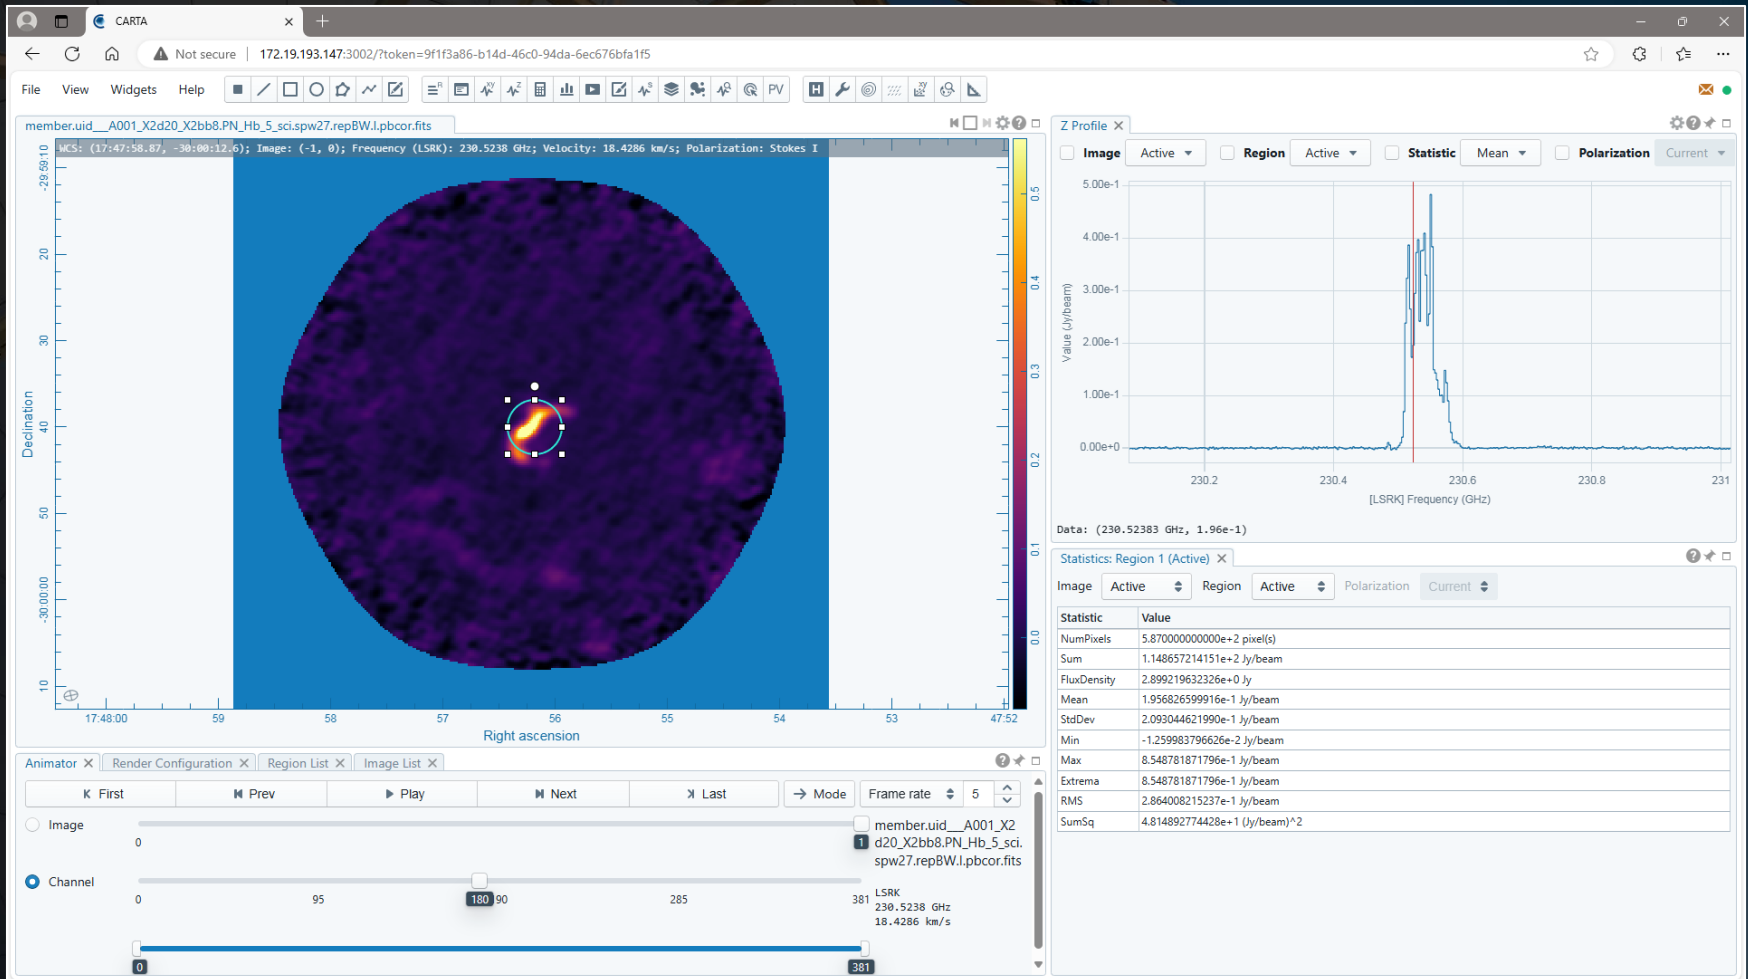 CARTA
Not secure
172.19.193.147:3002/?token=9f1f3a86-b14d-46c0-94da-6ec676bfa1f5
File View Widgets Help
PV
member.uid___A001_X2d20_X2bb8.PN_Hb_5_sci.spw27.repBW.I.pbcor.fits
WCS: (17:47:58.87, -30:00:12.6); Image: (-1, 0); Frequency (LSRK): 230.5238 GHz; Velocity: 18.4286 km/s; Polarization: Stokes I
-29:59:10
20
30
40
50
-30:00:00
10
Declination
17:48:00 59 58 57 56 55 54 53 47:52
Right ascension
0.5
0.4
0.3
0.2
0.1
0.0
Animator
Render Configuration
Region List
Image List
First
Prev
Play
Next
Last
Mode
Frame rate
5
Image
0
1
member.uid___A001_X2
d20_X2bb8.PN_Hb_5_sci.
spw27.repBW.I.pbcor.fits
Channel
0 95 180 90 285 381
LSRK
230.5238 GHz
18.4286 km/s
0
381
Z Profile
Image Active Region Active Statistic Mean Polarization Current
5.00e-1
4.00e-1
3.00e-1
2.00e-1
1.00e-1
0.00e+0
Value (Jy/beam)
230.2 230.4 230.6 230.8 231
[LSRK] Frequency (GHz)
Data: (230.52383 GHz, 1.96e-1)
Statistics: Region 1 (Active)
Image Active Region Active Polarization Current
Statistic Value
NumPixels 5.870000000000e+2 pixel(s)
Sum 1.148657214151e+2 Jy/beam
FluxDensity 2.899219632326e+0 Jy
Mean 1.956826599916e-1 Jy/beam
StdDev 2.093044621990e-1 Jy/beam
Min -1.259983796626e-2 Jy/beam
Max 8.548781871796e-1 Jy/beam
Extrema 8.548781871796e-1 Jy/beam
RMS 2.864008215237e-1 Jy/beam
SumSq 4.814892774428e+1 (Jy/beam)^2